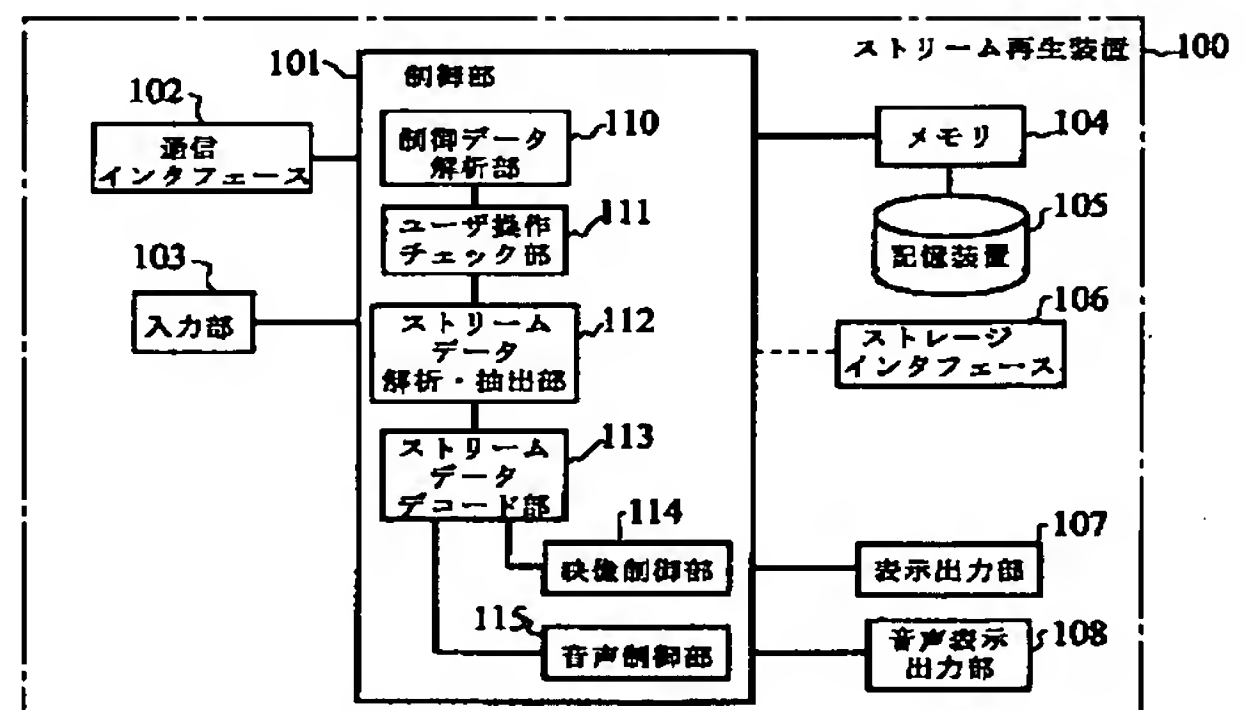 ストリーム再生装置
100
101
制御部
102
通信
インタフェース
110
制御データ
解析部
104
メモリ
111
ユーザ操作
チェック部
105
記憶装置
103
入力部
112
ストリーム
データ
解析・抽出部
106
ストレージ
インタフェース
113
ストリーム
データ
デコード部
114
映像制御部
107
表示出力部
115
音声制御部
108
音声表示
出力部